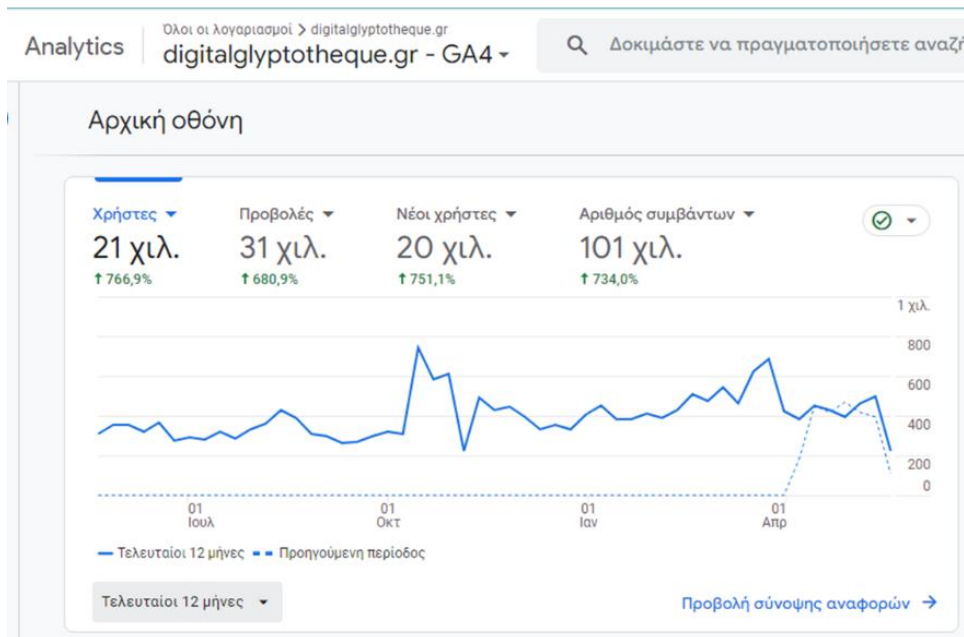 Analytics
Όλοι οι λογαριασμοί > digitalglyptotheque.gr
digitalglyptotheque.gr - GA4
Δοκιμάστε να πραγματοποιήσετε αναζή
Αρχική οθόνη
Χρήστες Προβολές Νέοι χρήστες Αριθμός συμβάντων
21 χιλ. 31 χιλ. 20 χιλ. 101 χιλ.
↑ 766,9% ↑ 680,9% ↑ 751,1% ↑ 734,0%
1 χιλ.
800
600
400
200
0
01 01 01 01
Ιουλ Οκτ Ιαν Απρ
Τελευταίοι 12 μήνες Προηγούμενη περίοδος
Τελευταίοι 12 μήνες Προβολή σύνοψης αναφορών →